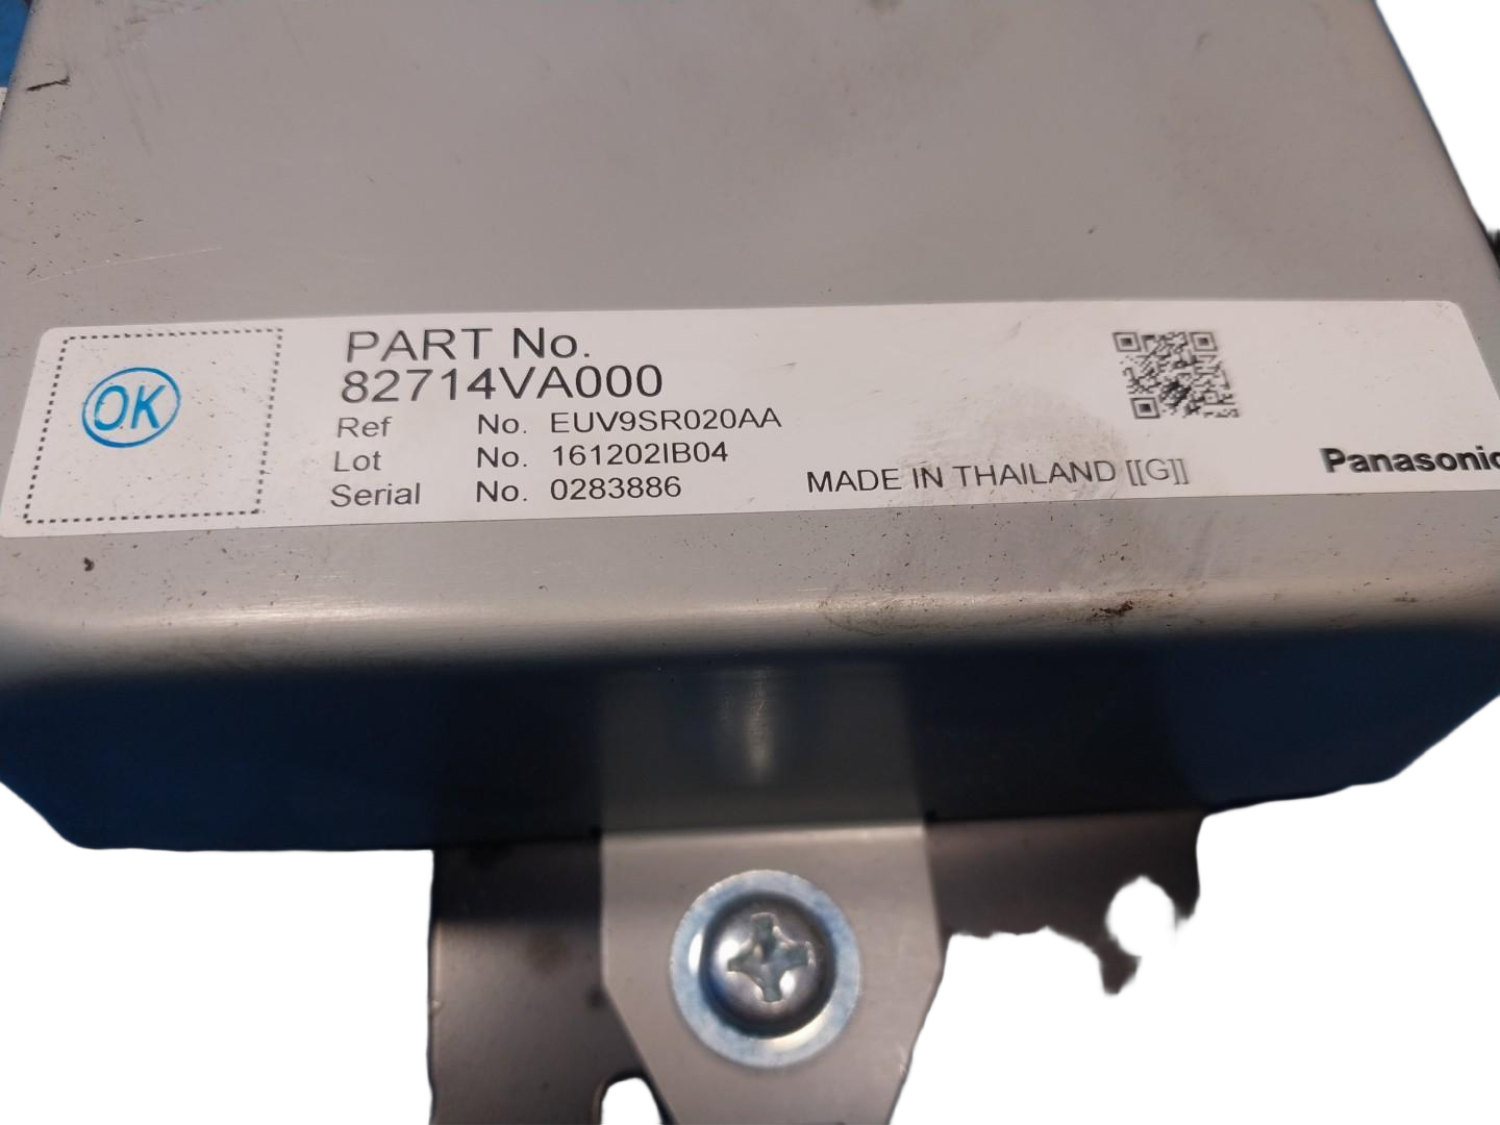 OK
PART No.
82714VA000
Ref No. EUV9SR020AA
Lot No. 161202IB04
Serial No. 0283886
MADE IN THAILAND [[G]]
Panasonic